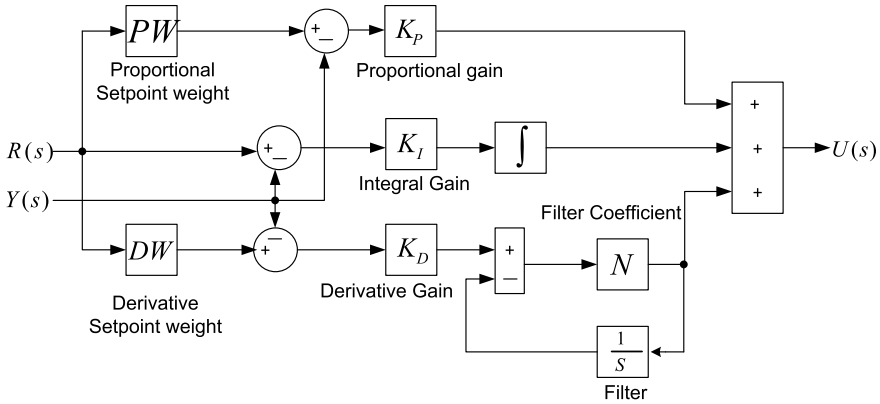 PW
+
−
K_P
Proportional
Setpoint weight
Proportional gain
+
R(s)
+
−
K_I
∫
+
U(s)
Integral Gain
Y(s)
+
Filter Coefficient
DW
+
−
K_D
+
−
N
Derivative Gain
Derivative
Setpoint weight
1
S
Filter